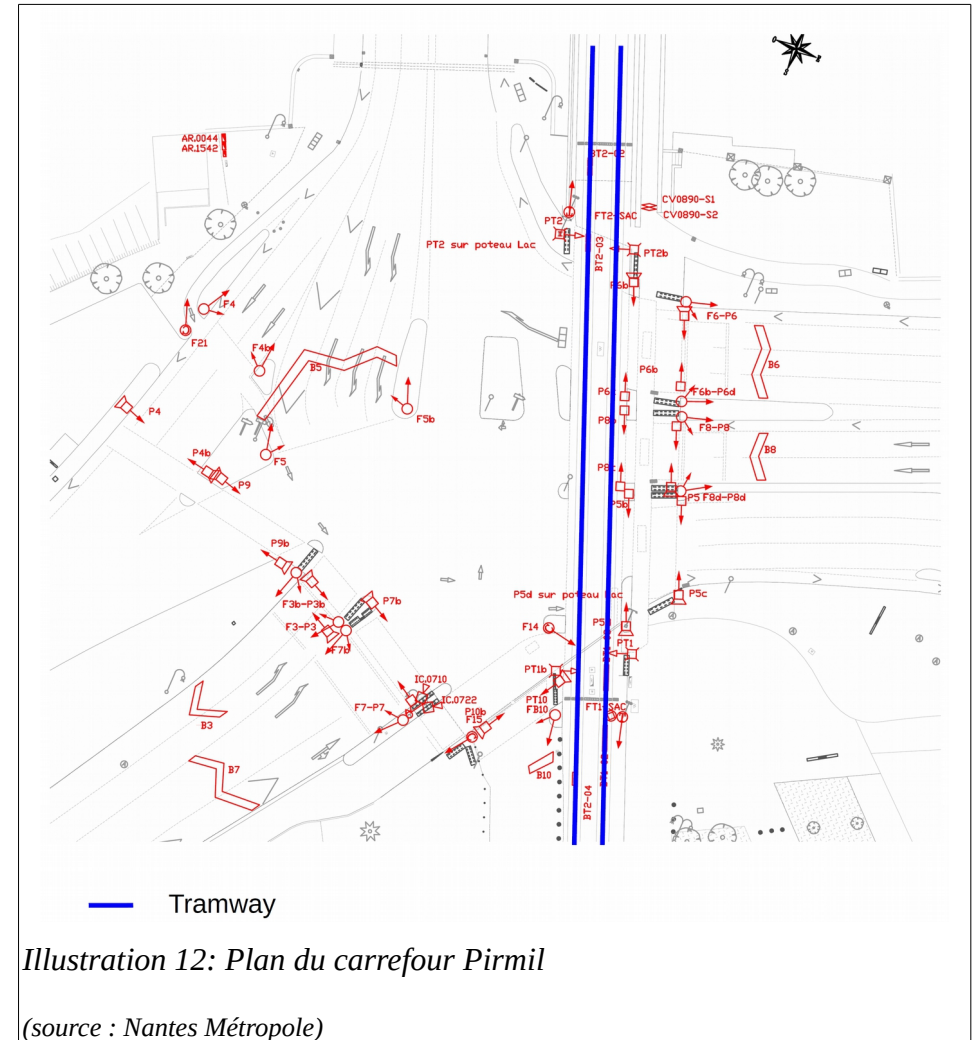 AR.0044
AR.1542
BT2-02
CV0890-S1
PT2
FT2-SAC
CV0890-S2
PT2 sur poteau Lac
BT2-03
PT2b
P6b
F4
F6-P6
F21
F4b
B5
B6
P6b
P6
F6b-P6d
P4
F5b
P8b
F8-P8
P4b
F5
B8
P9
P8c
P5b
P5
F8d-P8d
P9b
P5d sur poteau Lac
P5c
F3b-P3b
P7b
F14
P5d
F3-P3
F7b
PT1
PT1b
IC.0710
IC.0722
PT10
F7-P7
P10b
F15
FB10
FT1-SAC
B3
B7
B10
BT2-04
Tramway
Illustration 12: Plan du carrefour Pirmil
(source : Nantes Métropole)